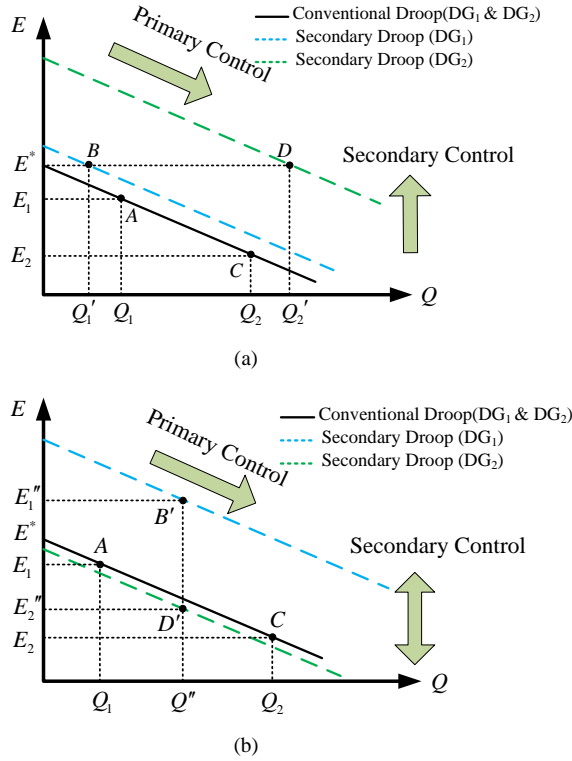 E
Conventional Droop(DG₁ & DG₂)
Secondary Droop (DG₁)
Secondary Droop (DG₂)
Primary Control
Secondary Control
E*
B
D
E₁
A
E₂
C
Q₁' Q₁ Q₂ Q₂' Q
(a)
E
Conventional Droop(DG₁ & DG₂)
Secondary Droop (DG₁)
Secondary Droop (DG₂)
Primary Control
E₁''
B'
Secondary Control
E*
A
E₁
E₂''
D'
C
E₂
Q₁ Q'' Q₂ Q
(b)